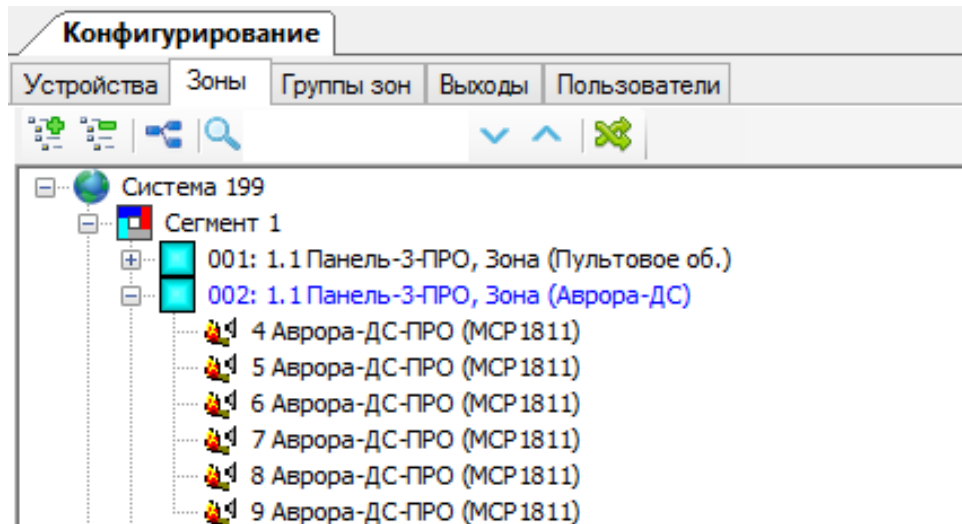 Конфигурирование
Устройства Зоны Группы зон Выходы Пользователи
Система 199
Сегмент 1
001: 1.1 Панель-3-ПРО, Зона (Пультовое об.)
002: 1.1 Панель-3-ПРО, Зона (Аврора-ДС)
4 Аврора-ДС-ПРО (MCP1811)
5 Аврора-ДС-ПРО (MCP1811)
6 Аврора-ДС-ПРО (MCP1811)
7 Аврора-ДС-ПРО (MCP1811)
8 Аврора-ДС-ПРО (MCP1811)
9 Аврора-ДС-ПРО (MCP1811)